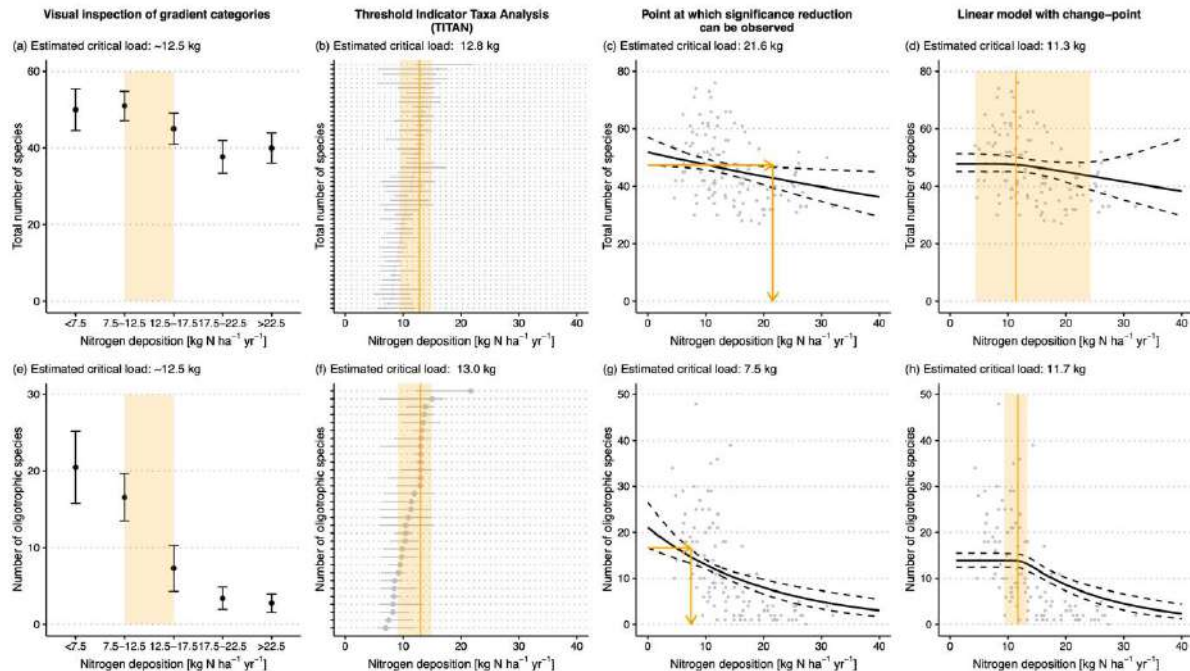 Visual inspection of gradient categories
Threshold Indicator Taxa Analysis
(TITAN)
Point at which significance reduction
can be observed
Linear model with change−point
(a) Estimated critical load: ~12.5 kg
(b) Estimated critical load: 12.8 kg
(c) Estimated critical load: 21.6 kg
(d) Estimated critical load: 11.3 kg
Total number of species
60
40
20
0
<7.5 7.5−12.5 12.5−17.5 17.5−22.5 >22.5
Nitrogen deposition [kg N ha⁻¹ yr⁻¹]
0 10 20 30 40
Nitrogen deposition [kg N ha⁻¹ yr⁻¹]
Total number of species
80
60
40
20
0
0 10 20 30 40
Nitrogen deposition [kg N ha⁻¹ yr⁻¹]
Total number of species
80
60
40
20
0
0 10 20 30 40
Nitrogen deposition [kg N ha⁻¹ yr⁻¹]
(e) Estimated critical load: ~12.5 kg
(f) Estimated critical load: 13.0 kg
(g) Estimated critical load: 7.5 kg
(h) Estimated critical load: 11.7 kg
Number of oligotrophic species
30
20
10
0
<7.5 7.5−12.5 12.5−17.5 17.5−22.5 >22.5
Nitrogen deposition [kg N ha⁻¹ yr⁻¹]
0 10 20 30 40
Nitrogen deposition [kg N ha⁻¹ yr⁻¹]
Number of oligotrophic species
50
40
30
20
10
0
0 10 20 30 40
Nitrogen deposition [kg N ha⁻¹ yr⁻¹]
Number of oligotrophic species
50
40
30
20
10
0
0 10 20 30 40
Nitrogen deposition [kg N ha⁻¹ yr⁻¹]